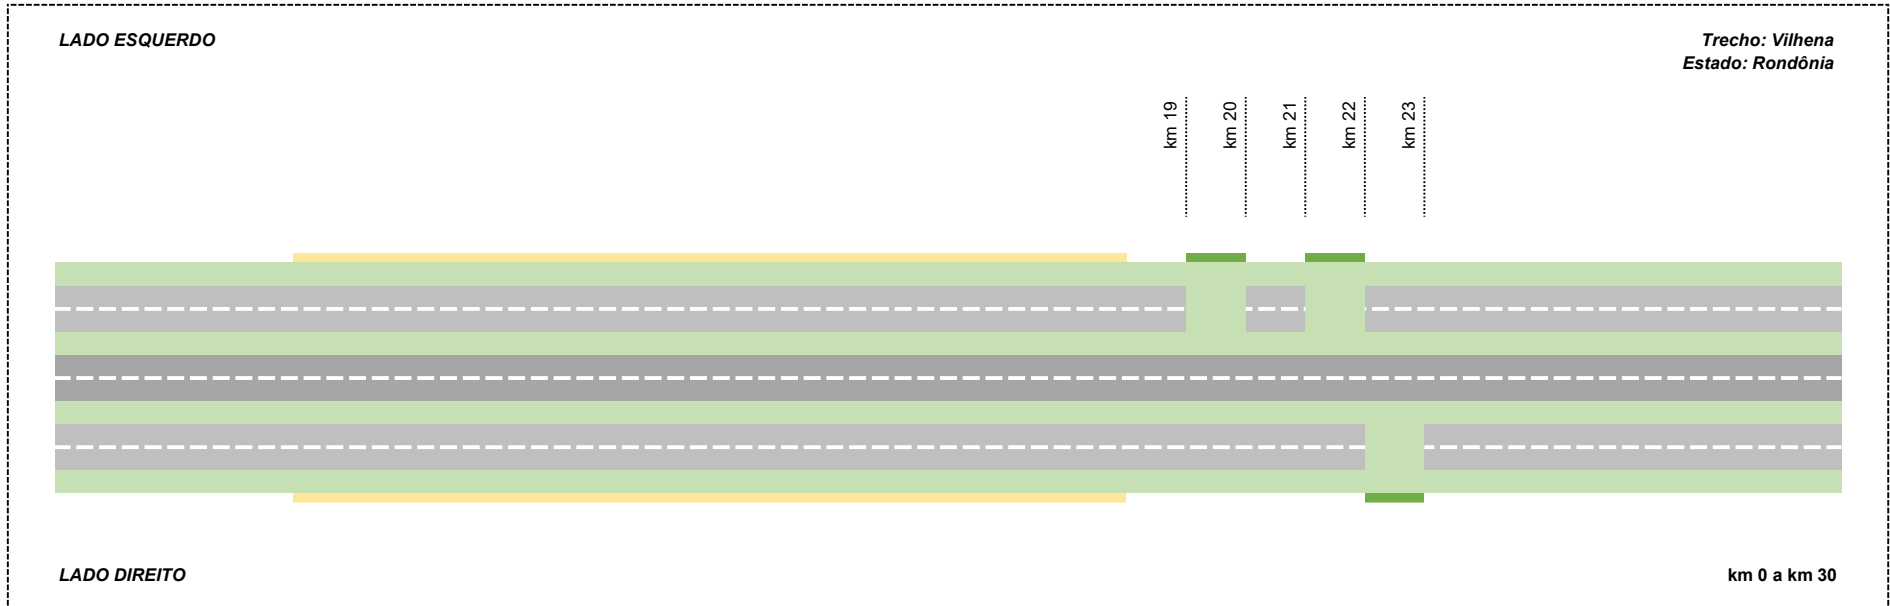 LADO ESQUERDO
Trecho: Vilhena
Estado: Rondônia
km 19
km 20
km 21
km 22
km 23
LADO DIREITO
km 0 a km 30